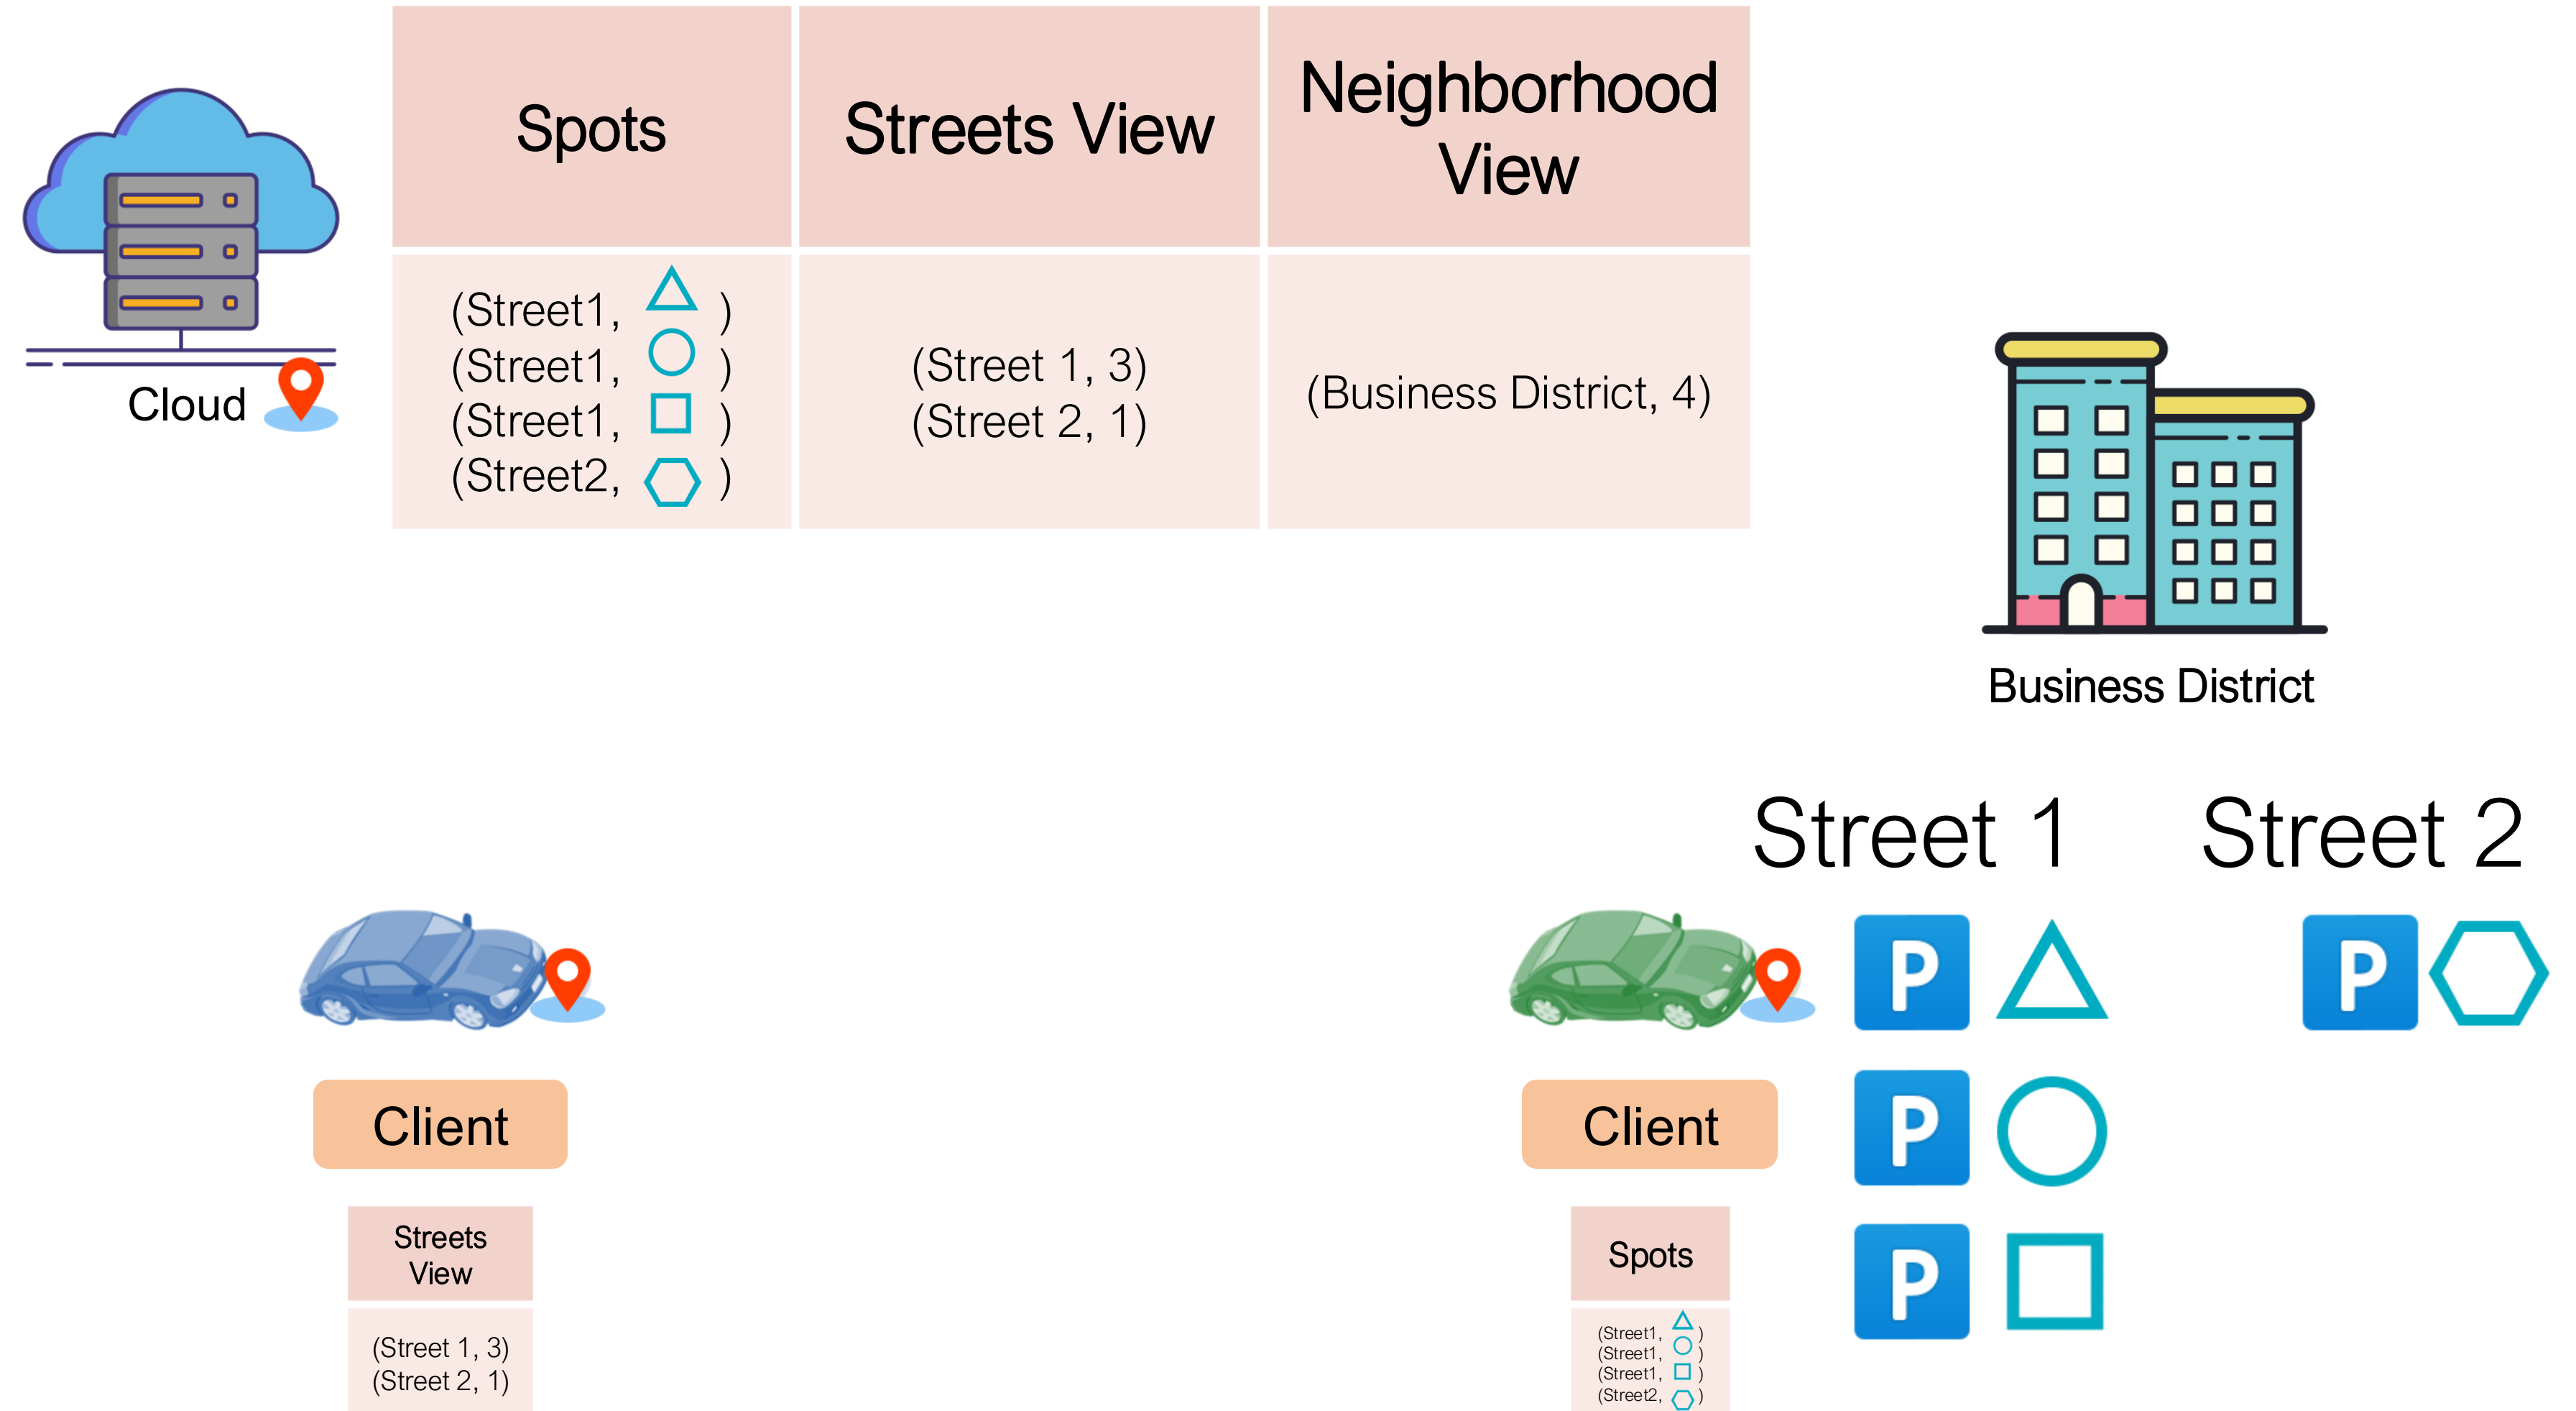 Spots
Streets View
Neighborhood
View
(Street1, )
(Street1, )
(Street1, )
(Street2, )
(Street 1, 3)
(Street 2, 1)
(Business District, 4)
Cloud
Business District
Street 1
Street 2
P
P
P
P
Client
Client
Streets
View
(Street 1, 3)
(Street 2, 1)
Spots
(Street1, )
(Street1, )
(Street1, )
(Street2, )